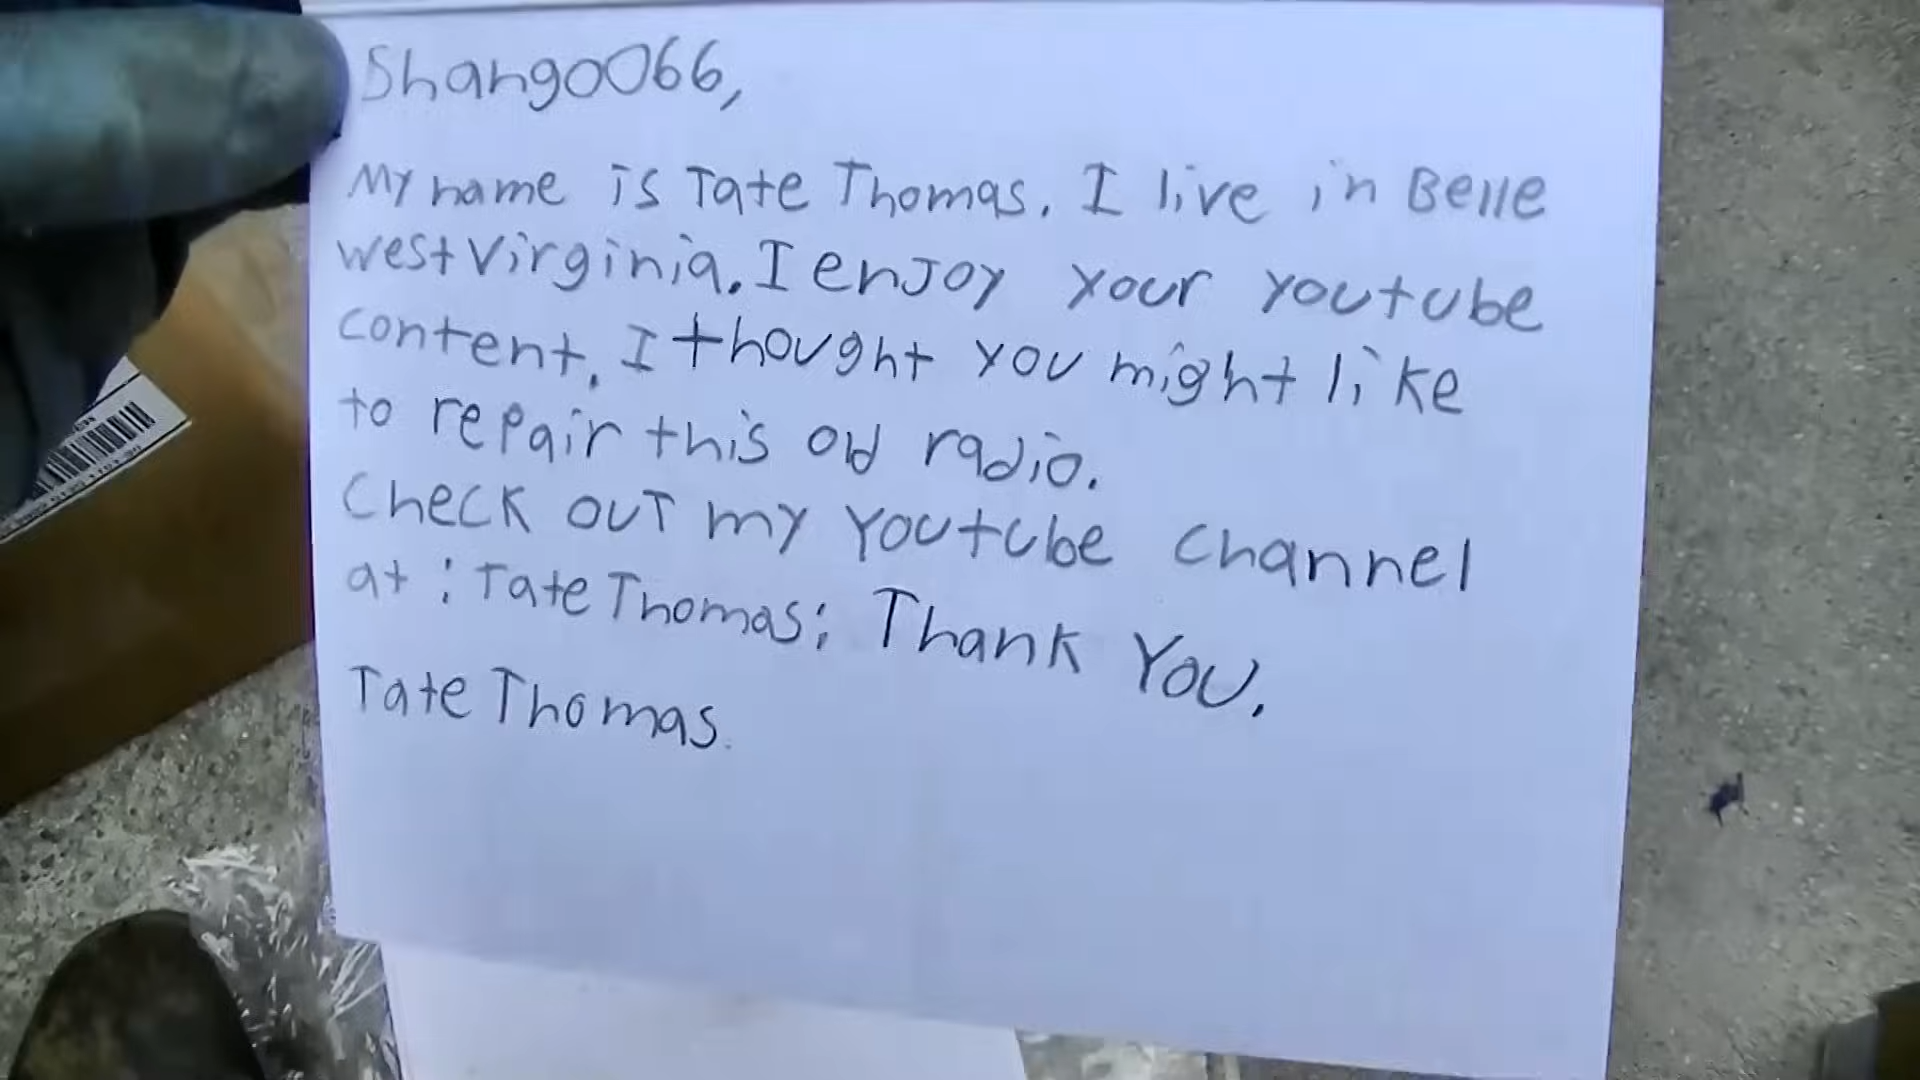 Shango066,
My name is Tate Thomas. I live in Belle
west Virginia. I enjoy your youtube
content. I thought you might like
to repair this old radio.
Check out my Youtube channel
at : Tate Thomas; Thank You.
Tate Thomas.